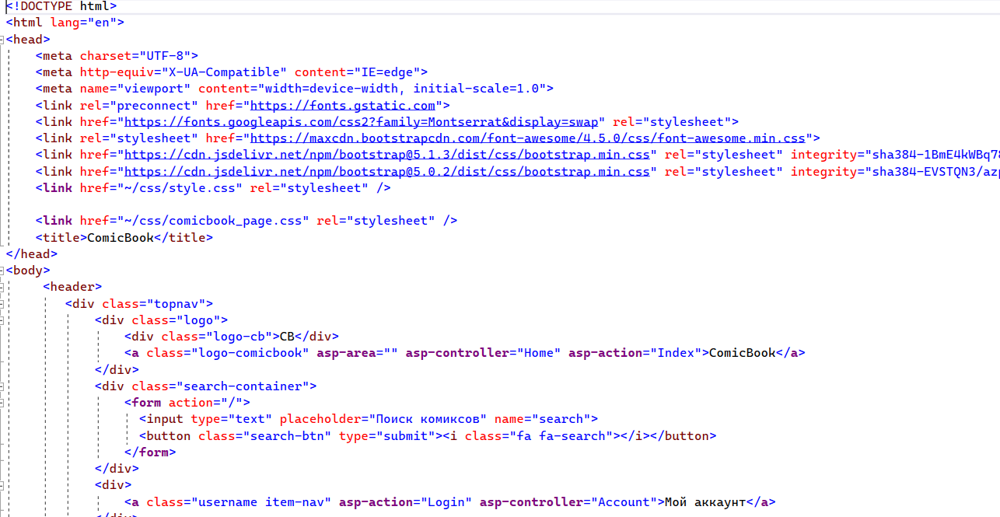 <!DOCTYPE html>
<html lang="en">
<head>
    <meta charset="UTF-8">
    <meta http-equiv="X-UA-Compatible" content="IE=edge">
    <meta name="viewport" content="width=device-width, initial-scale=1.0">
    <link rel="preconnect" href="https://fonts.gstatic.com">
    <link href="https://fonts.googleapis.com/css2?family=Montserrat&display=swap" rel="stylesheet">
    <link rel="stylesheet" href="https://maxcdn.bootstrapcdn.com/font-awesome/4.5.0/css/font-awesome.min.css">
    <link href="https://cdn.jsdelivr.net/npm/bootstrap@5.1.3/dist/css/bootstrap.min.css" rel="stylesheet" integrity="sha384-1BmE4kWBq78
    <link href="https://cdn.jsdelivr.net/npm/bootstrap@5.0.2/dist/css/bootstrap.min.css" rel="stylesheet" integrity="sha384-EVSTQN3/azp
    <link href="~/css/style.css" rel="stylesheet" />
    <link href="~/css/comicbook_page.css" rel="stylesheet" />
    <title>ComicBook</title>
</head>
<body>
     <header>
        <div class="topnav">
            <div class="logo">
                <div class="logo-cb">CB</div>
                <a class="logo-comicbook" asp-area="" asp-controller="Home" asp-action="Index">ComicBook</a>
            </div>
            <div class="search-container">
                <form action="/">
                  <input type="text" placeholder="Поиск комиксов" name="search">
                  <button class="search-btn" type="submit"><i class="fa fa-search"></i></button>
                </form>
            </div>
            <div>
                <a class="username item-nav" asp-action="Login" asp-controller="Account">Мой аккаунт</a>
            </div>